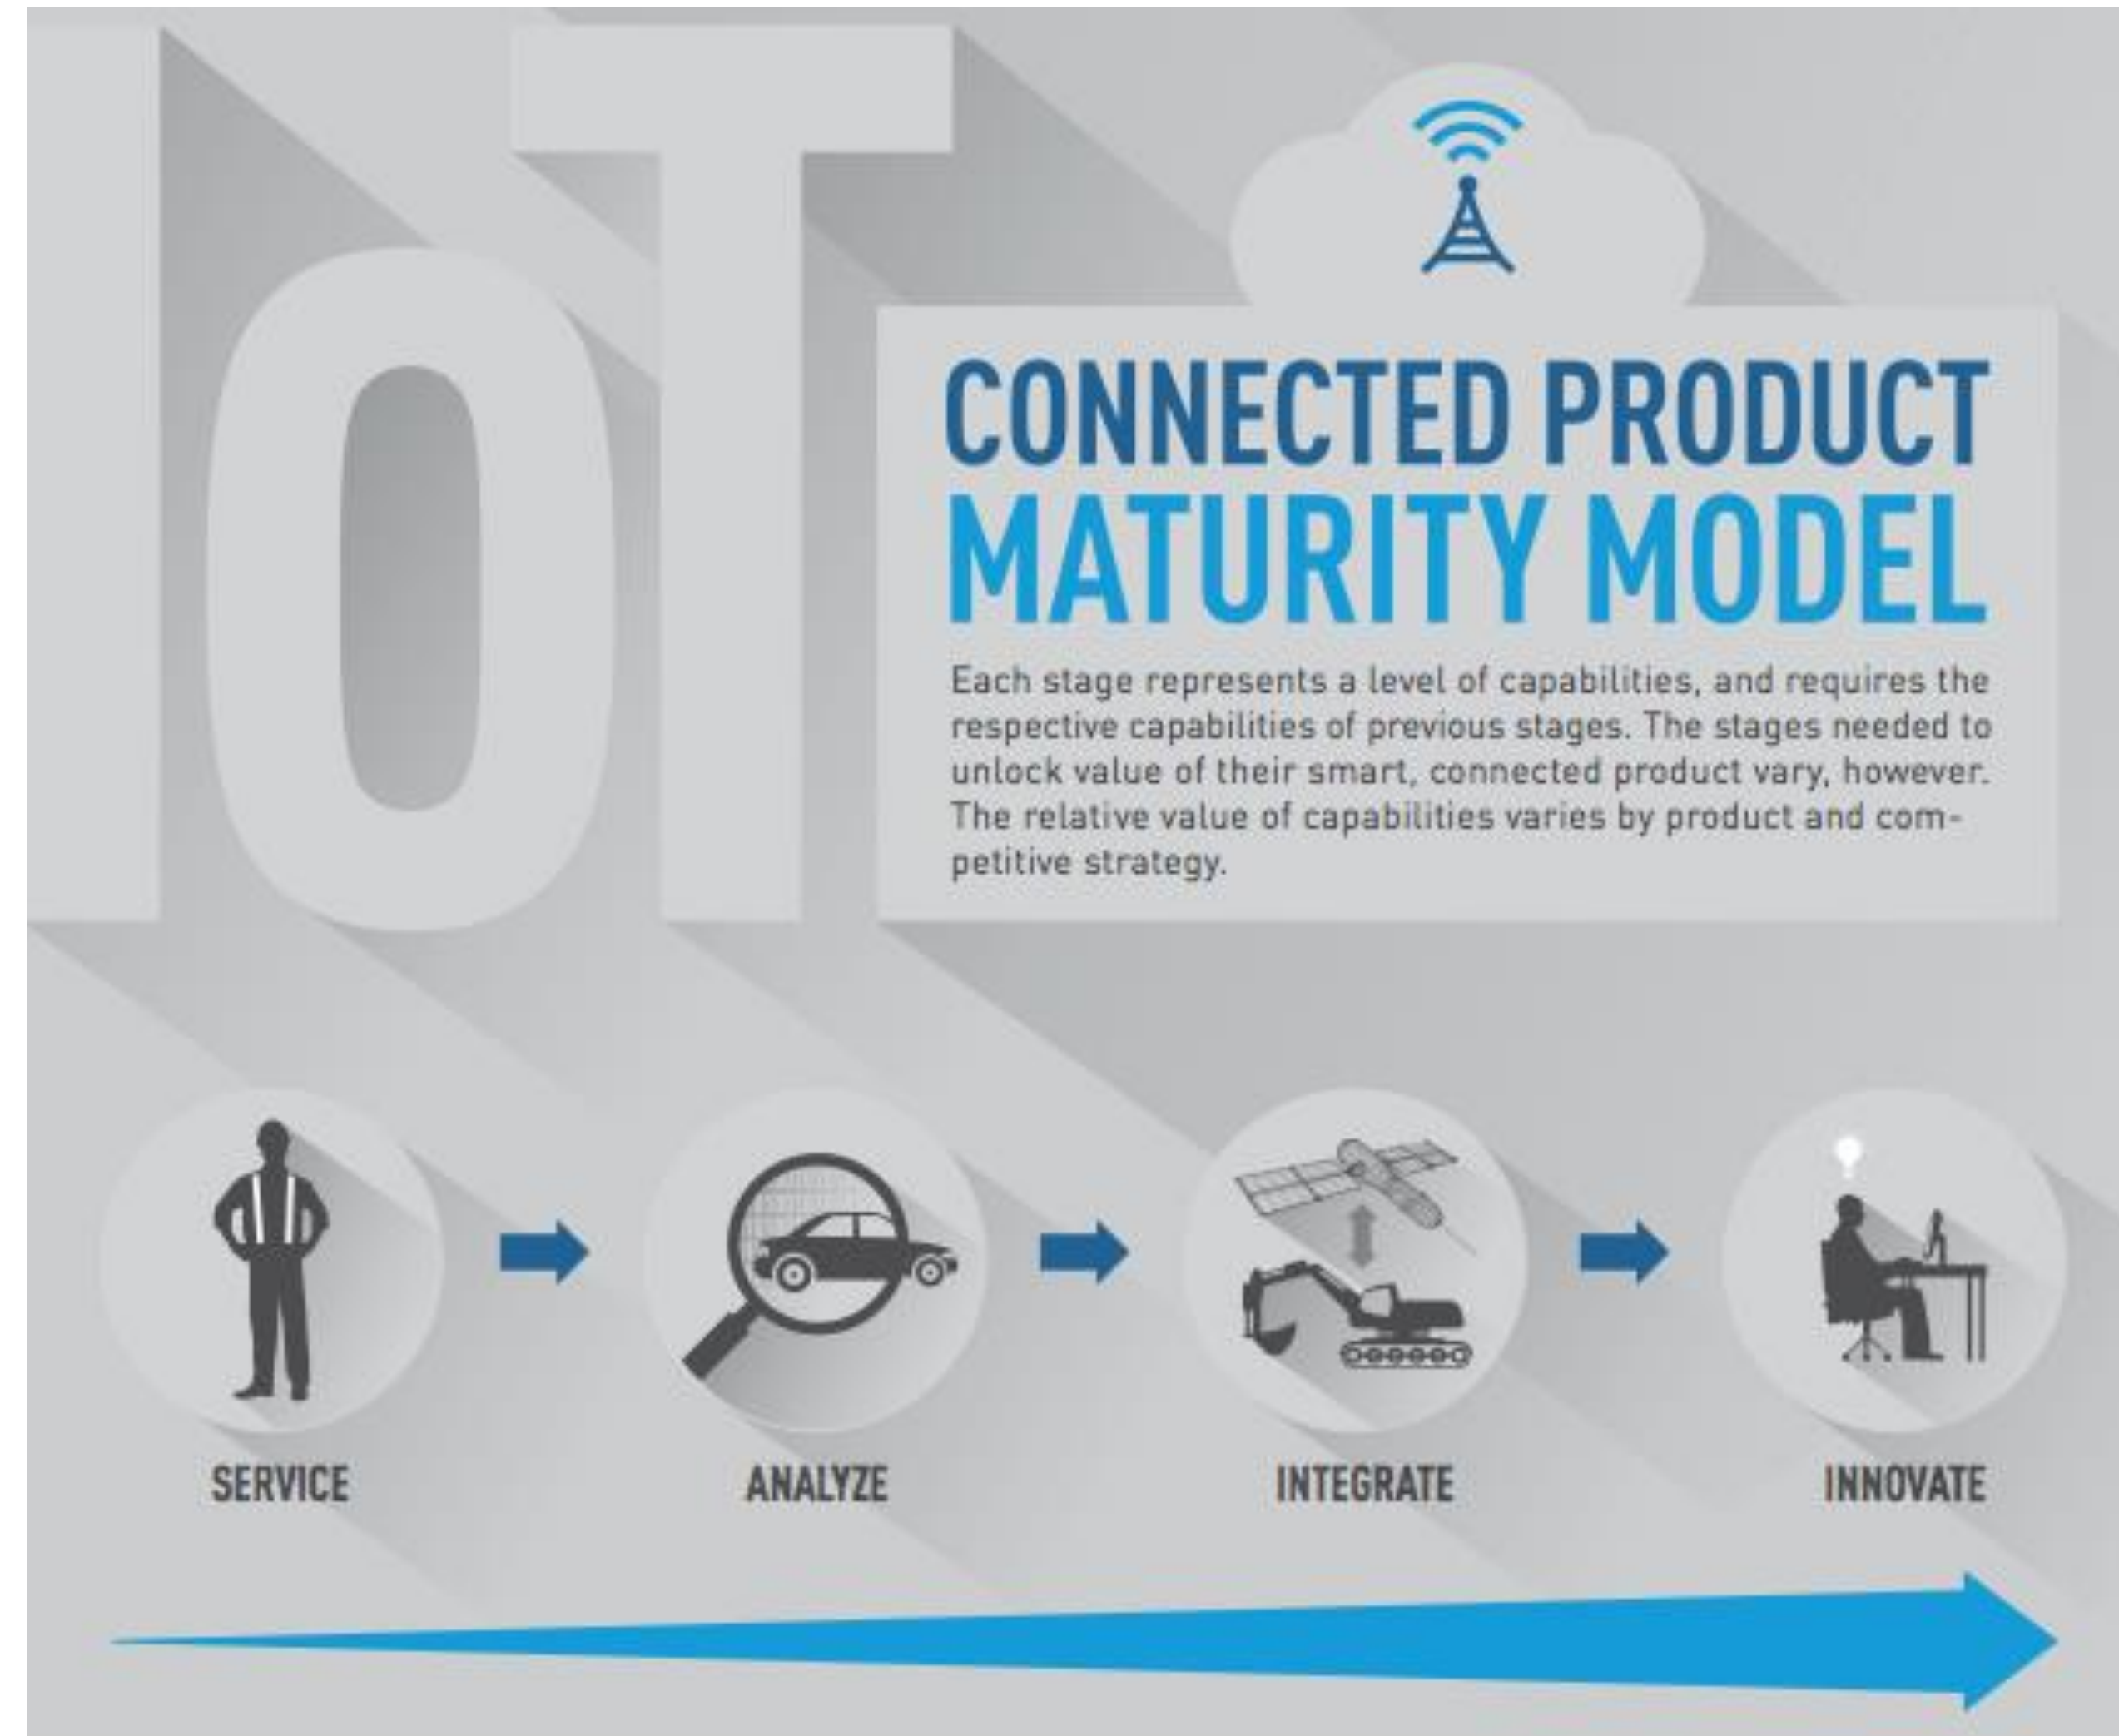 IoT
CONNECTED PRODUCT
MATURITY MODEL
Each stage represents a level of capabilities, and requires the
respective capabilities of previous stages. The stages needed to
unlock value of their smart, connected product vary, however.
The relative value of capabilities varies by product and com-
petitive strategy.
SERVICE
ANALYZE
INTEGRATE
INNOVATE